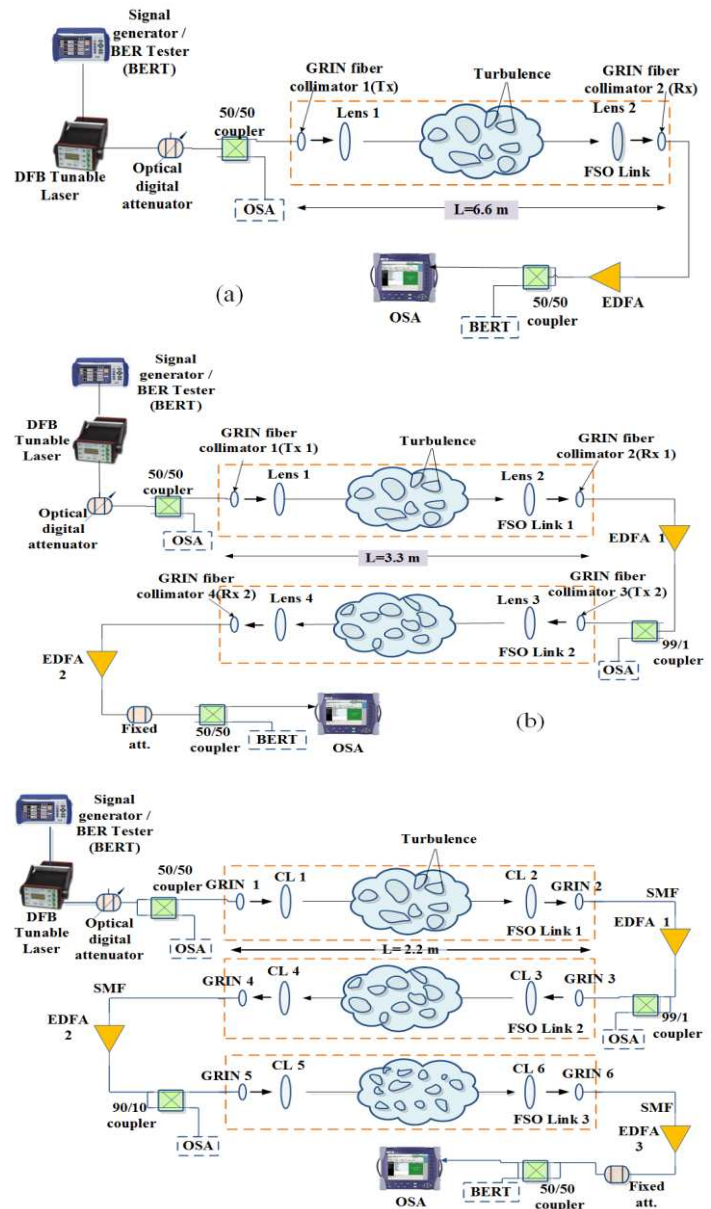 Signal
generator /
BER Tester
(BERT)
DFB Tunable
Laser
Optical
digital
attenuator
50/50
coupler
OSA
GRIN fiber
collimator 1(Tx)
Lens 1
Turbulence
Lens 2
GRIN fiber
collimator 2 (Rx)
FSO Link
L=6.6 m
(a)
OSA
BERT
50/50
coupler
EDFA
Signal
generator /
BER Tester
(BERT)
DFB
Tunable
Laser
Optical
digital
attenuator
50/50
coupler
OSA
GRIN fiber
collimator 1(Tx 1)
Lens 1
Turbulence
Lens 2
FSO Link 1
GRIN fiber
collimator 2(Rx 1)
EDFA 1
L=3.3 m
GRIN fiber
collimator 4(Rx 2)
Lens 4
Lens 3
FSO Link 2
GRIN fiber
collimator 3(Tx 2)
OSA
99/1
coupler
EDFA
2
Fixed
att.
50/50
coupler
BERT
OSA
(b)
Signal
generator /
BER Tester
(BERT)
DFB
Tunable
Laser
Optical
digital
attenuator
50/50
coupler
OSA
GRIN 1
CL 1
Turbulence
CL 2
GRIN 2
FSO Link 1
SMF
EDFA 1
L= 2.2 m
SMF
GRIN 4
CL 4
CL 3
GRIN 3
FSO Link 2
OSA
99/1
coupler
EDFA
2
90/10
coupler
OSA
GRIN 5
CL 5
CL 6
GRIN 6
FSO Link 3
SMF
EDFA
3
OSA
BERT
50/50
coupler
Fixed
att.